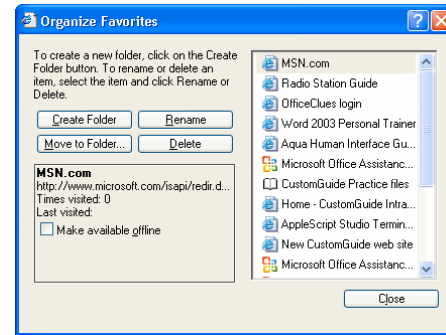 Organize Favorites
To create a new folder, click on the Create
Folder button. To rename or delete an
item, select the item and click Rename or
Delete.
Create Folder
Rename
Move to Folder...
Delete
MSN.com
http://www.microsoft.com/isapi/redir.d...
Times visited: 0
Last visited:
Make available offline
MSN.com
Radio Station Guide
OfficeClues login
Word 2003 Personal Trainer
Aqua Human Interface Gu...
Microsoft Office Assistanc...
CustomGuide Practice files
Home - CustomGuide Intra...
AppleScript Studio Termin...
New CustomGuide web site
Microsoft Office Assistanc...
Close